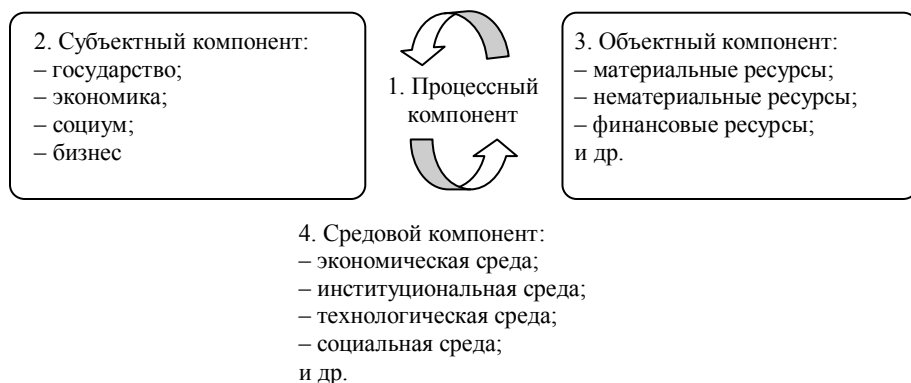 2. Субъектный компонент:
– государство;
– экономика;
– социум;
– бизнес
1. Процессный
компонент
3. Объектный компонент:
– материальные ресурсы;
– нематериальные ресурсы;
– финансовые ресурсы;
и др.
4. Средовой компонент:
– экономическая среда;
– институциональная среда;
– технологическая среда;
– социальная среда;
и др.